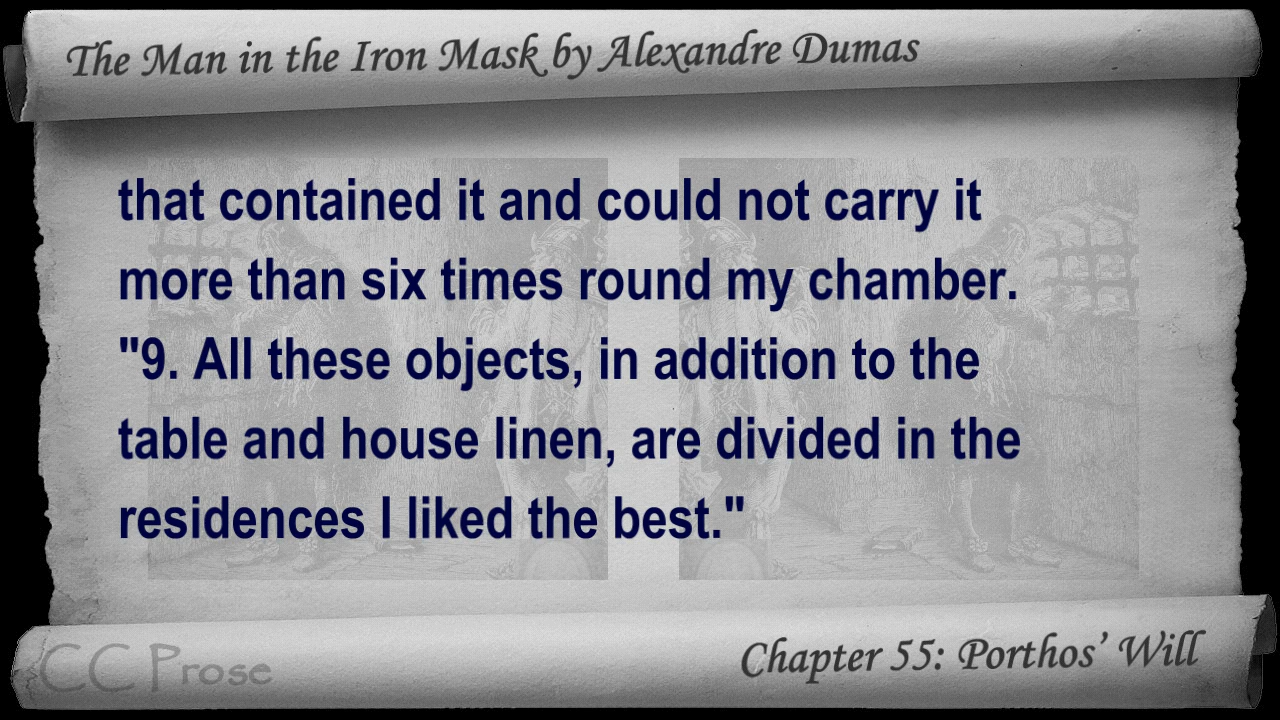 The Man in the Iron Mask by Alexandre Dumas
that contained it and could not carry it
more than six times round my chamber.
"9. All these objects, in addition to the
table and house linen, are divided in the
residences I liked the best."
CC Prose
Chapter 55: Porthos’ Will